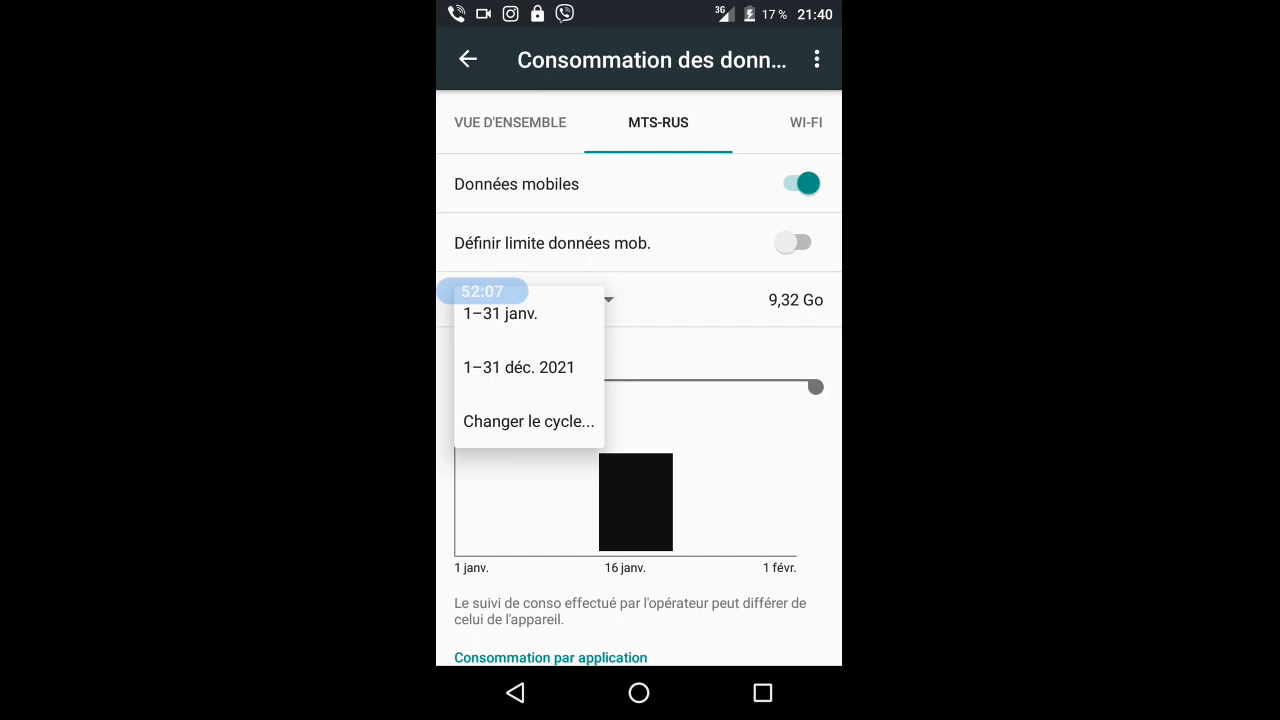 3G 17 % 21:40
Consommation des donn...
VUE D'ENSEMBLE MTS-RUS WI-FI
Données mobiles
Définir limite données mob.
52:07
9,32 Go
1–31 janv.
1–31 déc. 2021
Changer le cycle...
1 janv. 16 janv. 1 févr.
Le suivi de conso effectué par l'opérateur peut différer de
celui de l'appareil.
Consommation par application